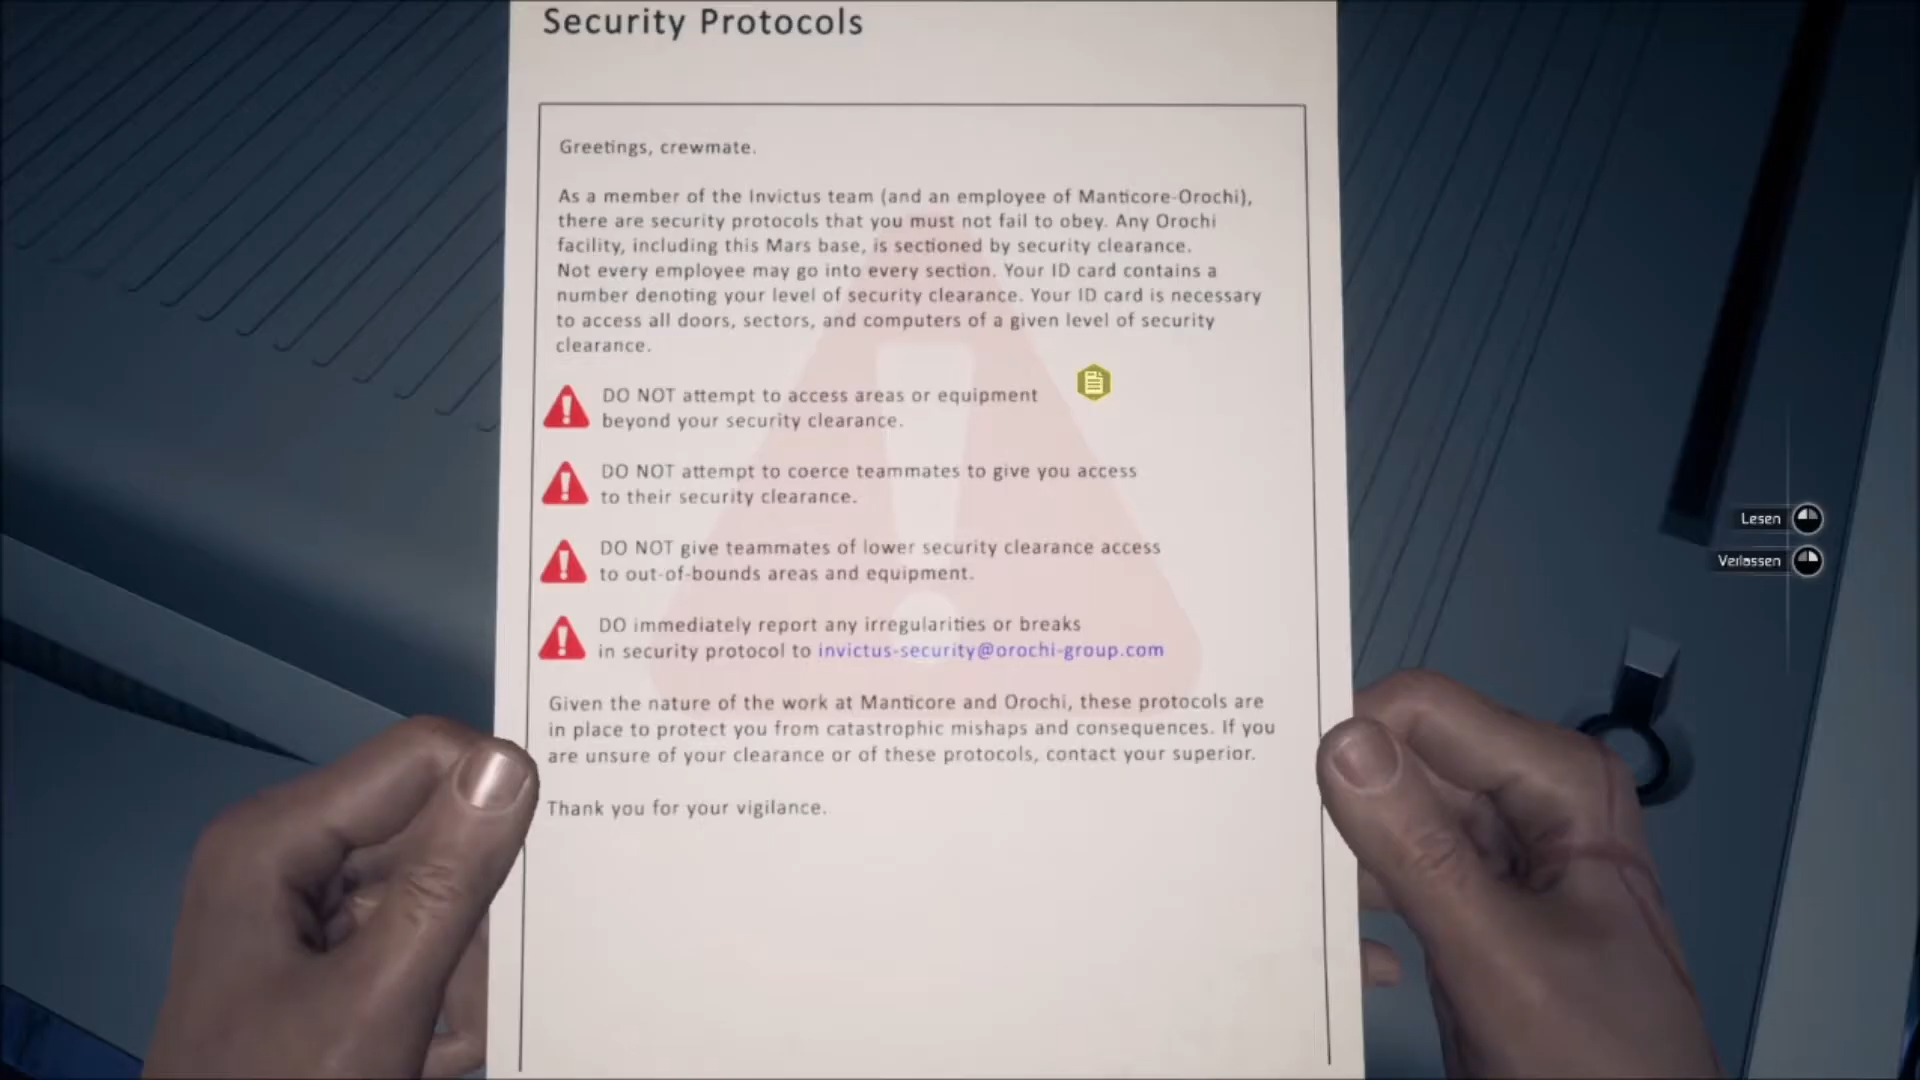 Security Protocols
Greetings, crewmate.
As a member of the Invictus team (and an employee of Manticore-Orochi),
there are security protocols that you must not fail to obey. Any Orochi
facility, including this Mars base, is sectioned by security clearance.
Not every employee may go into every section. Your ID card contains a
number denoting your level of security clearance. Your ID card is necessary
to access all doors, sectors, and computers of a given level of security
clearance.
DO NOT attempt to access areas or equipment
beyond your security clearance.
DO NOT attempt to coerce teammates to give you access
to their security clearance.
DO NOT give teammates of lower security clearance access
to out-of-bounds areas and equipment.
DO immediately report any irregularities or breaks
in security protocol to invictus-security@orochi-group.com
Given the nature of the work at Manticore and Orochi, these protocols are
in place to protect you from catastrophic mishaps and consequences. If you
are unsure of your clearance or of these protocols, contact your superior.
Thank you for your vigilance.
Lesen
Verlassen